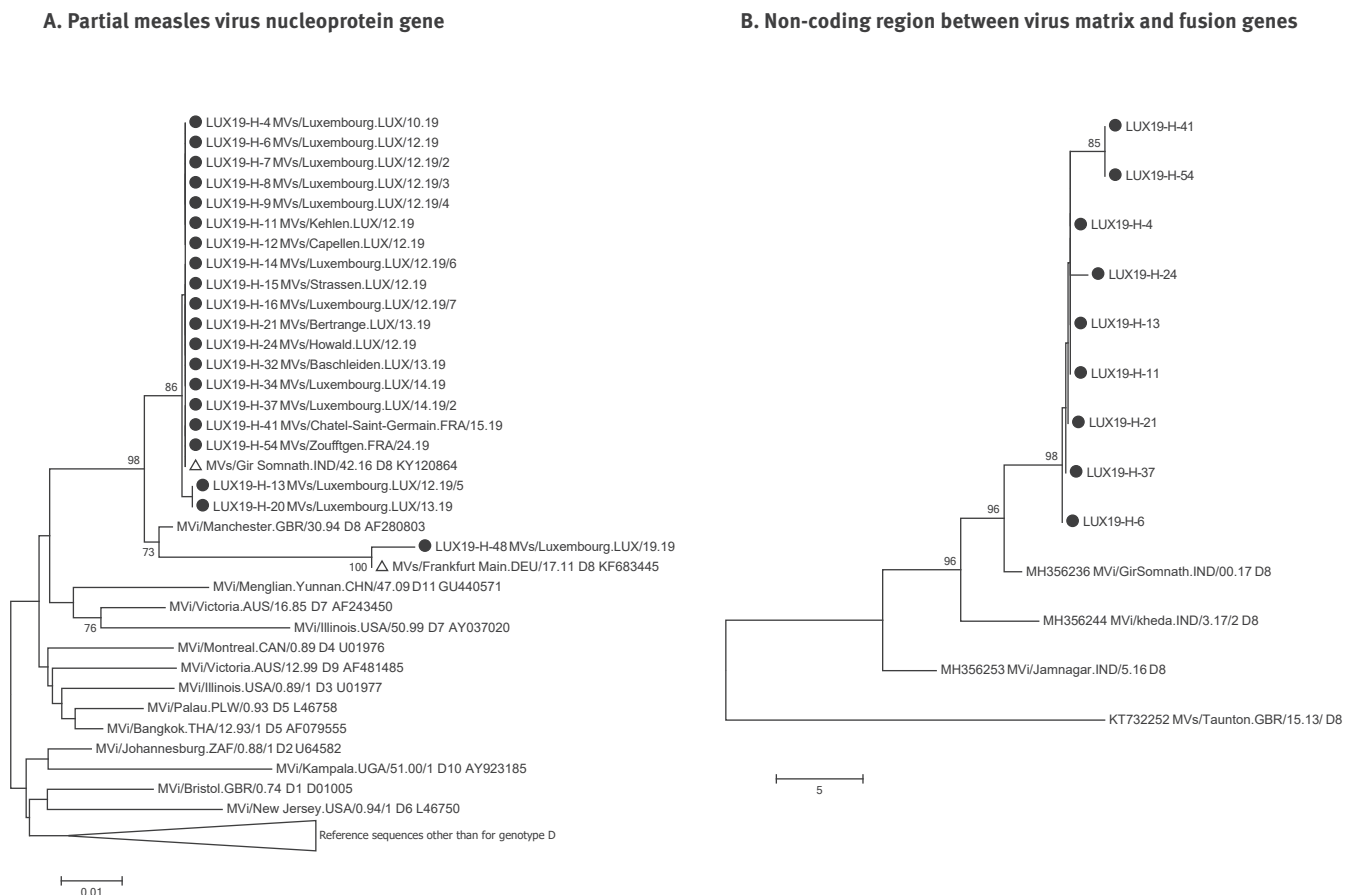 A. Partial measles virus nucleoprotein gene
LUX19-H-4 MVs/Luxembourg.LUX/10.19
LUX19-H-6 MVs/Luxembourg.LUX/12.19
LUX19-H-7 MVs/Luxembourg.LUX/12.19/2
LUX19-H-8 MVs/Luxembourg.LUX/12.19/3
LUX19-H-9 MVs/Luxembourg.LUX/12.19/4
LUX19-H-11 MVs/Kehlen.LUX/12.19
LUX19-H-12 MVs/Capellen.LUX/12.19
LUX19-H-14 MVs/Luxembourg.LUX/12.19/6
LUX19-H-15 MVs/Strassen.LUX/12.19
LUX19-H-16 MVs/Luxembourg.LUX/12.19/7
LUX19-H-21 MVs/Bertrange.LUX/13.19
LUX19-H-24 MVs/Howald.LUX/12.19
LUX19-H-32 MVs/Baschleiden.LUX/13.19
LUX19-H-34 MVs/Luxembourg.LUX/14.19
86
LUX19-H-37 MVs/Luxembourg.LUX/14.19/2
LUX19-H-41 MVs/Chatel-Saint-Germain.FRA/15.19
LUX19-H-54 MVs/Zoufftgen.FRA/24.19
98
MVs/Gir Somnath.IND/42.16 D8 KY120864
LUX19-H-13 MVs/Luxembourg.LUX/12.19/5
LUX19-H-20 MVs/Luxembourg.LUX/13.19
MVi/Manchester.GBR/30.94 D8 AF280803
73
LUX19-H-48 MVs/Luxembourg.LUX/19.19
100
MVs/Frankfurt Main.DEU/17.11 D8 KF683445
MVi/Menglian.Yunnan.CHN/47.09 D11 GU440571
MVi/Victoria.AUS/16.85 D7 AF243450
76
MVi/Illinois.USA/50.99 D7 AY037020
MVi/Montreal.CAN/0.89 D4 U01976
MVi/Victoria.AUS/12.99 D9 AF481485
MVi/Illinois.USA/0.89/1 D3 U01977
MVi/Palau.PLW/0.93 D5 L46758
MVi/Bangkok.THA/12.93/1 D5 AF079555
MVi/Johannesburg.ZAF/0.88/1 D2 U64582
MVi/Kampala.UGA/51.00/1 D10 AY923185
MVi/Bristol.GBR/0.74 D1 D01005
MVi/New Jersey.USA/0.94/1 D6 L46750
Reference sequences other than for genotype D
0.01
B. Non-coding region between virus matrix and fusion genes
LUX19-H-41
85
LUX19-H-54
LUX19-H-4
LUX19-H-24
LUX19-H-13
LUX19-H-11
LUX19-H-21
98
LUX19-H-37
96
LUX19-H-6
96
MH356236 MVi/GirSomnath.IND/00.17 D8
MH356244 MVi/kheda.IND/3.17/2 D8
MH356253 MVi/Jamnagar.IND/5.16 D8
KT732252 MVs/Taunton.GBR/15.13/ D8
5